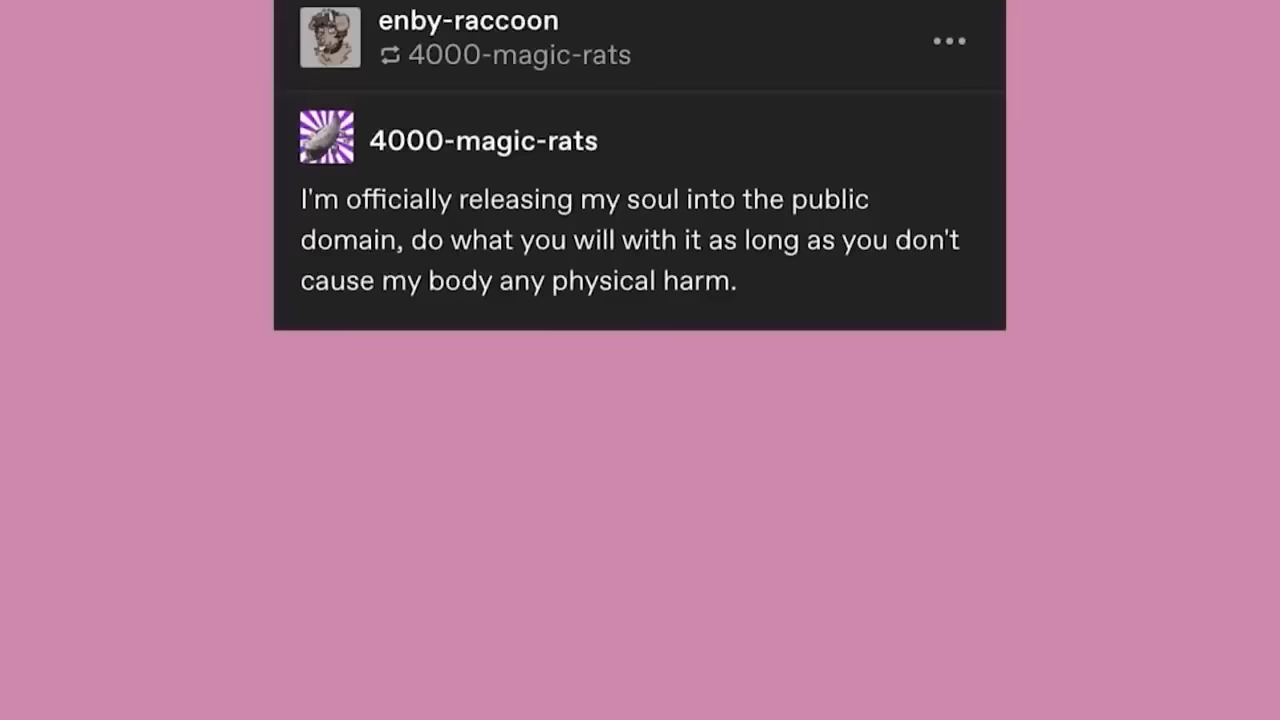 enby-raccoon
4000-magic-rats
4000-magic-rats
I'm officially releasing my soul into the public
domain, do what you will with it as long as you don't
cause my body any physical harm.